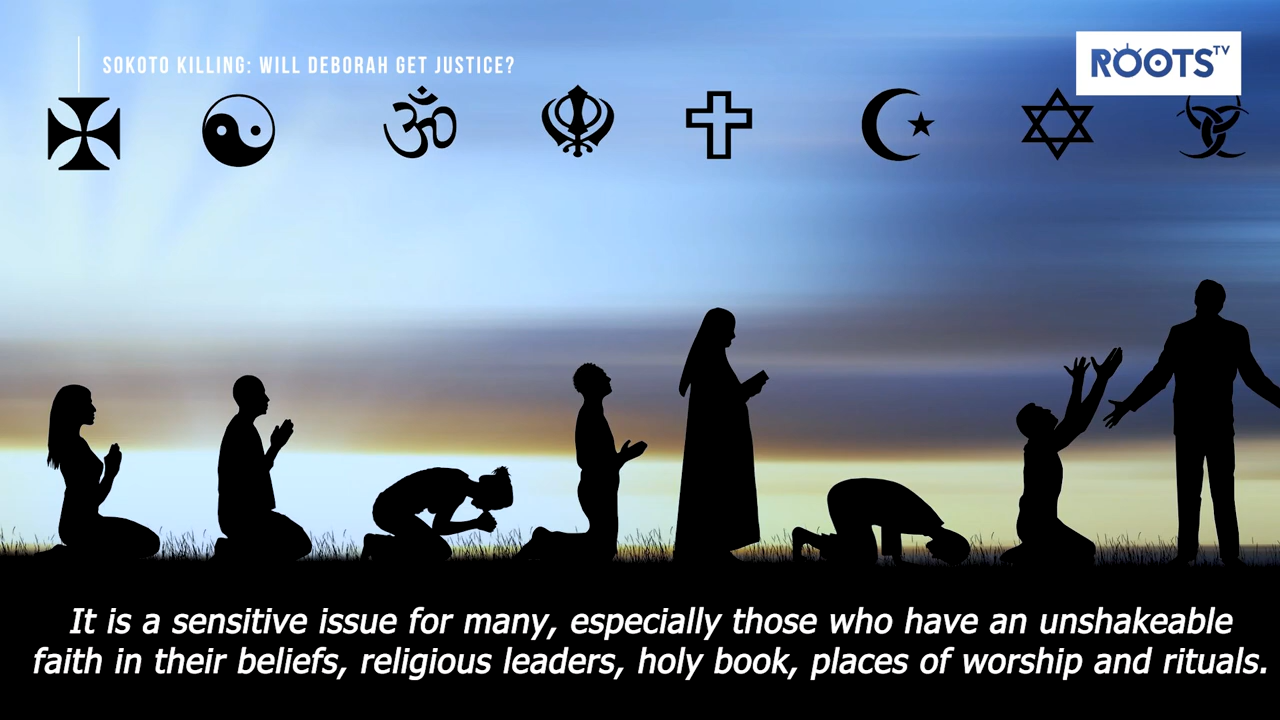 SOKOTO KILLING: WILL DEBORAH GET JUSTICE?
ROOTS TV
It is a sensitive issue for many, especially those who have an unshakeable
faith in their beliefs, religious leaders, holy book, places of worship and rituals.